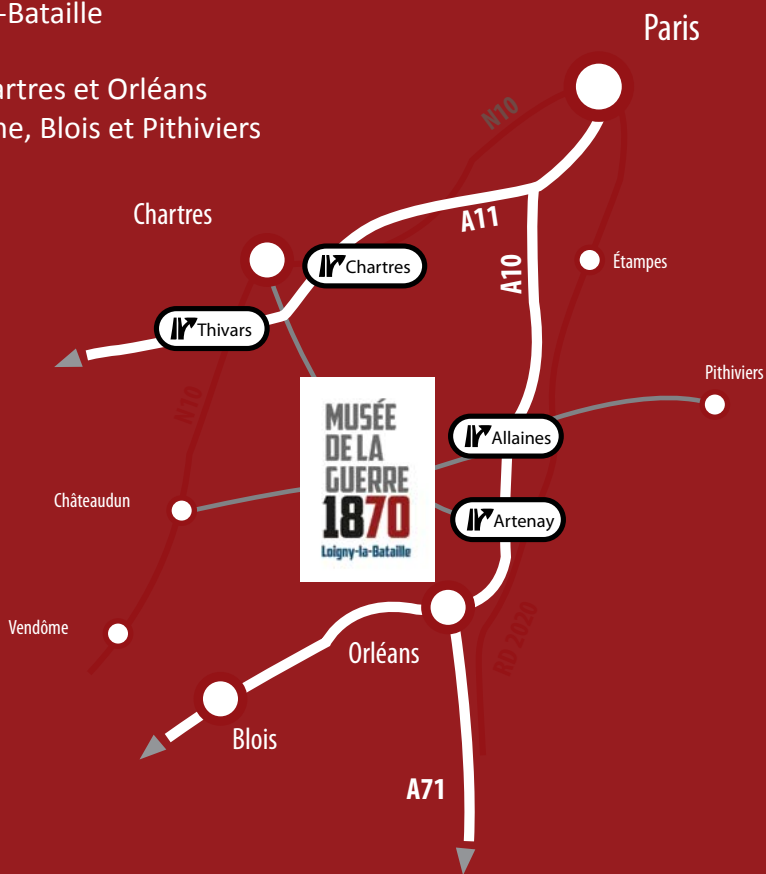 -Bataille
Paris
artres et Orléans
ne, Blois et Pithiviers
N10
Chartres
A11
Chartres
A10
Étampes
Thivars
Pithiviers
N10
MUSÉE
DE LA
GUERRE
1870
Loigny-la-Bataille
Allaines
Châteaudun
Artenay
Vendôme
RD 2020
Orléans
Blois
A71